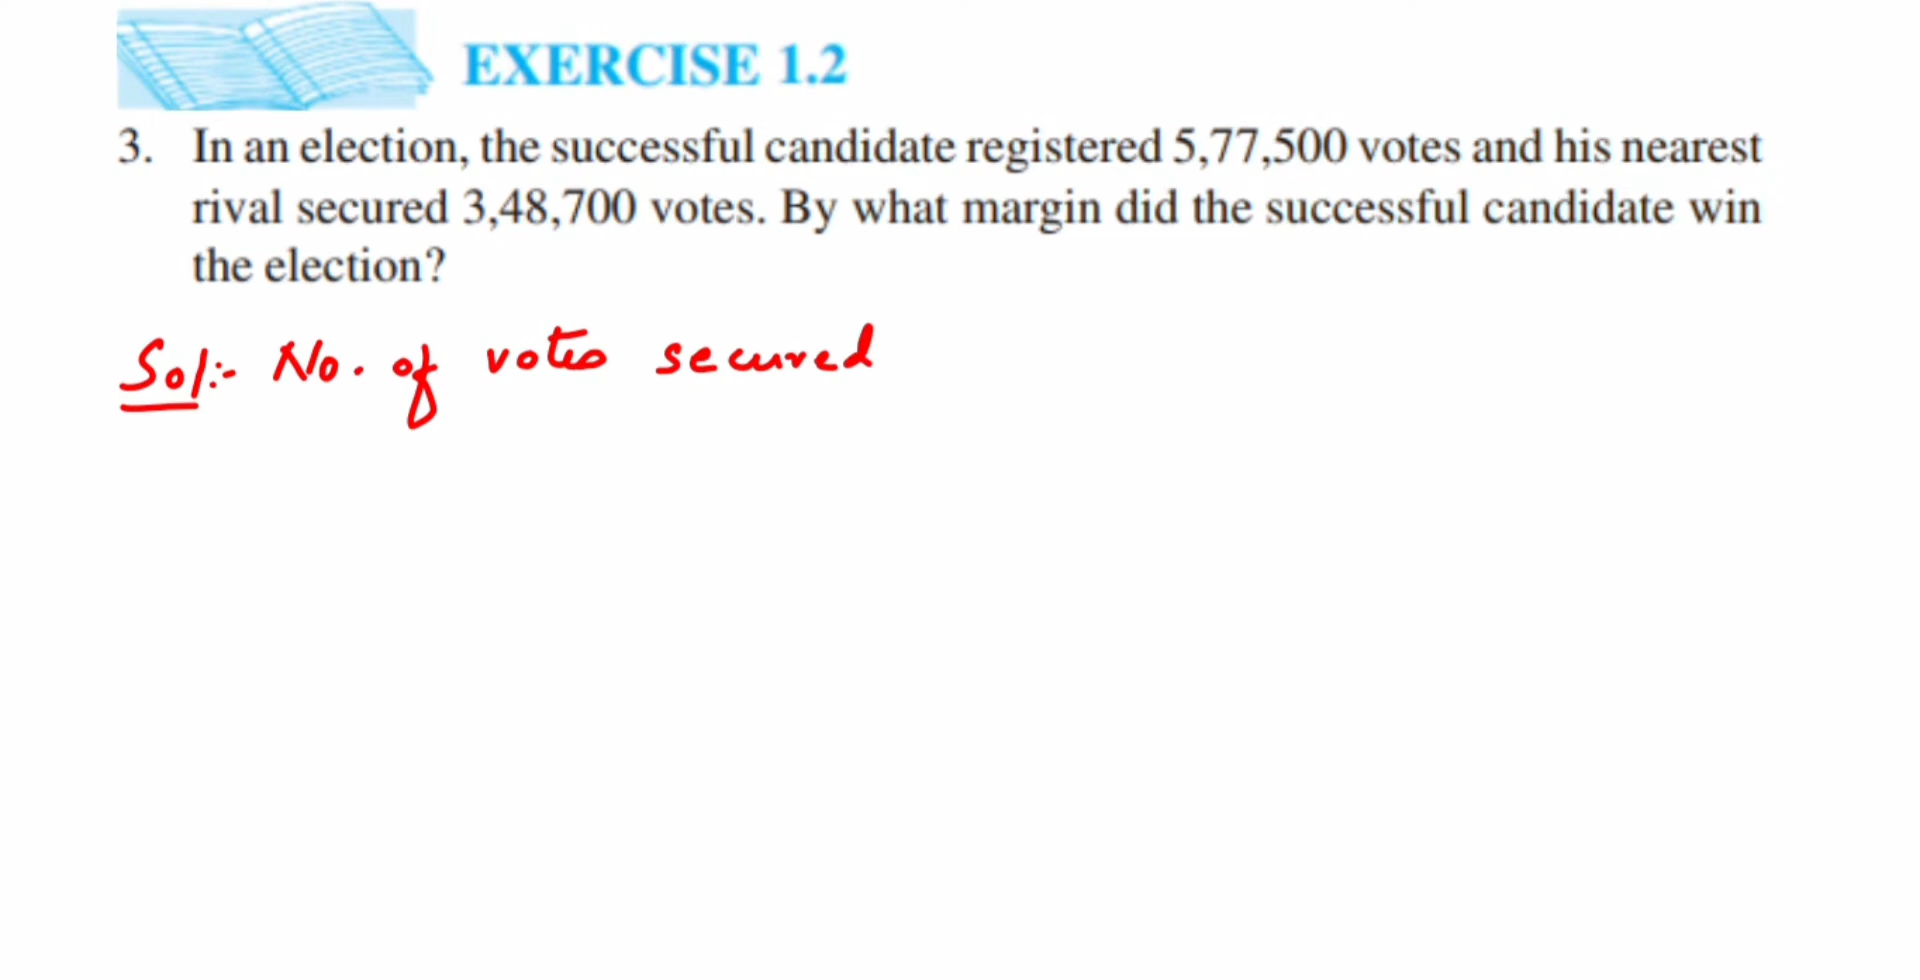 EXERCISE 1.2
3. In an election, the successful candidate registered 5,77,500 votes and his nearest
rival secured 3,48,700 votes. By what margin did the successful candidate win
the election?
Sol:- No. of votes secured